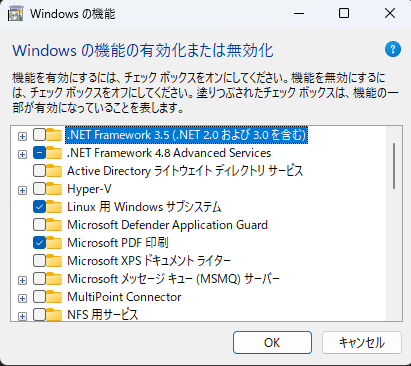 Windows の機能
Windows の機能の有効化または無効化
機能を有効にするには、チェック ボックスをオンにしてください。機能を無効にするに
は、チェック ボックスをオフにしてください。塗りつぶされたチェック ボックスは、機能の一
部が有効になっていることを表します。
.NET Framework 3.5 (.NET 2.0 および 3.0 を含む)
.NET Framework 4.8 Advanced Services
Active Directory ライトウェイト ディレクトリ サービス
Hyper-V
Linux 用 Windows サブシステム
Microsoft Defender Application Guard
Microsoft PDF 印刷
Microsoft XPS ドキュメント ライター
Microsoft メッセージ キュー (MSMQ) サーバー
MultiPoint Connector
NFS 用サービス
OK
キャンセル